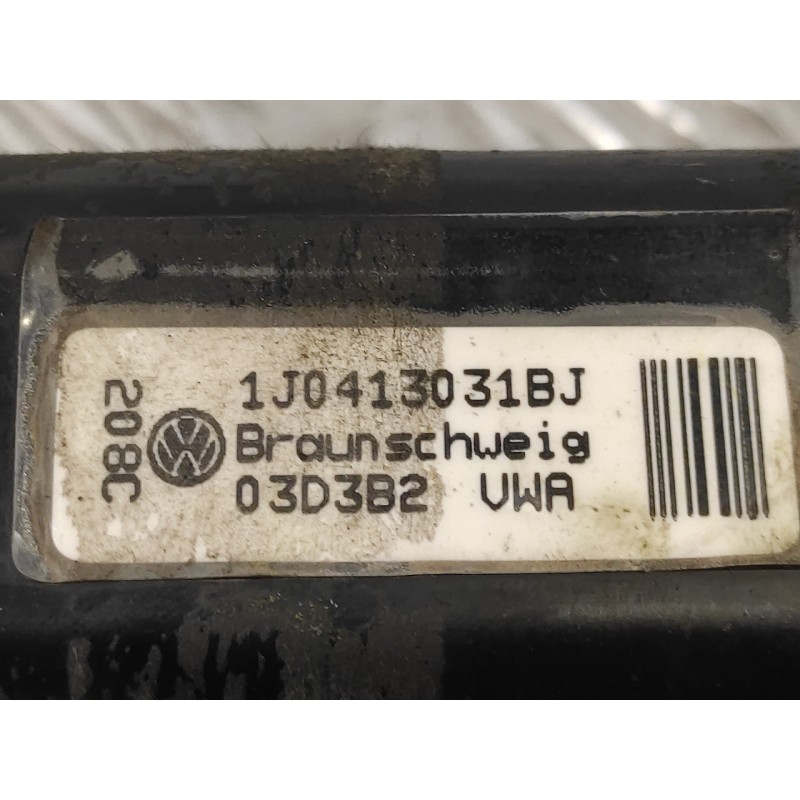 208C
1J0413031BJ
Braunschweig
03D3B2 VWA